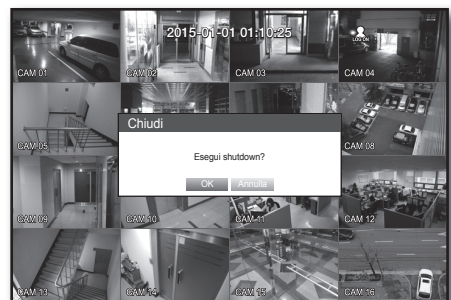 2015-01-01 01:10:25
LOG ON
CAM 01
CAM 02
CAM 03
CAM 04
Chiudi
CAM 05
CAM 08
Esegui shutdown?
OK
Annulla
CAM 09
CAM 10
CAM 11
CAM 12
CAM 13
CAM 14
CAM 15
CAM 16